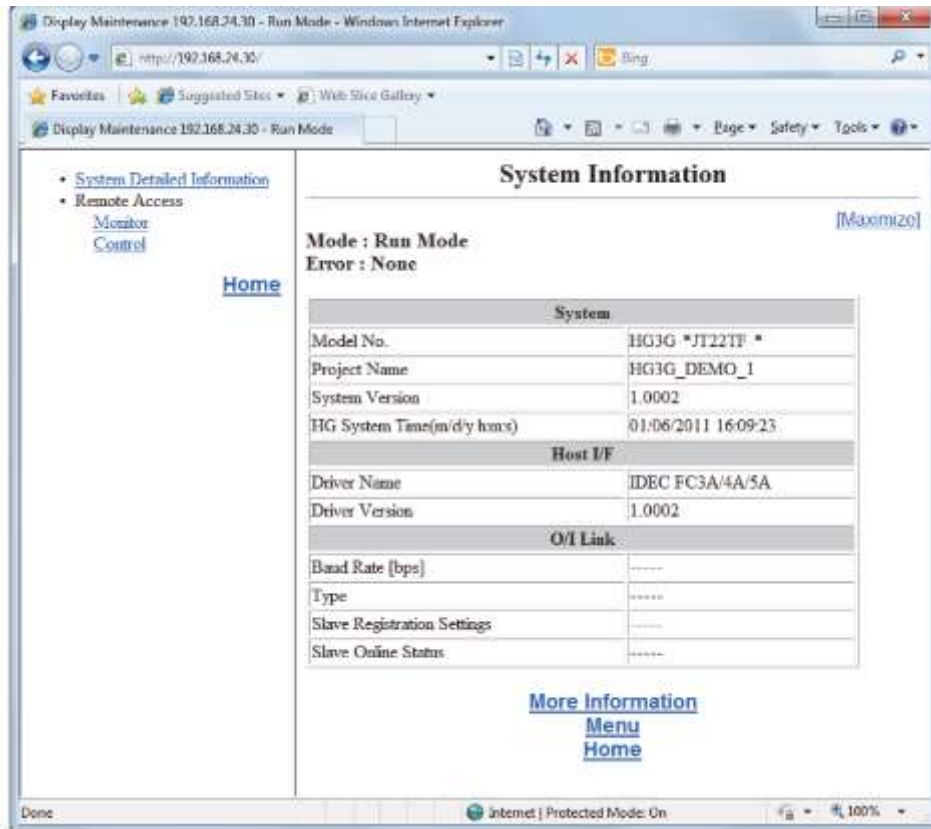 Display Maintenance 192.168.24.30 - Run Mode - Windows Internet Explorer
http://192.168.24.30/
Bing
Favorites Suggested Sites Web Slice Gallery
Display Maintenance 192.168.24.30 - Run Mode
Page Safety Tools
System Detailed Information
Remote Access
Monitor
Control
Home
System Information
[Maximize]
Mode : Run Mode
Error : None
System
Model No. HG3G *JT22TF *
Project Name HG3G_DEMO_1
System Version 1.0002
HG System Time(m/d/y h:m:s) 01/06/2011 16:09:23
Host I/F
Driver Name IDEC FC3A/4A/5A
Driver Version 1.0002
O/I Link
Baud Rate [bps] -----
Type -----
Slave Registration Settings -----
Slave Online Status -----
More Information
Menu
Home
Done
Internet | Protected Mode: On
100%